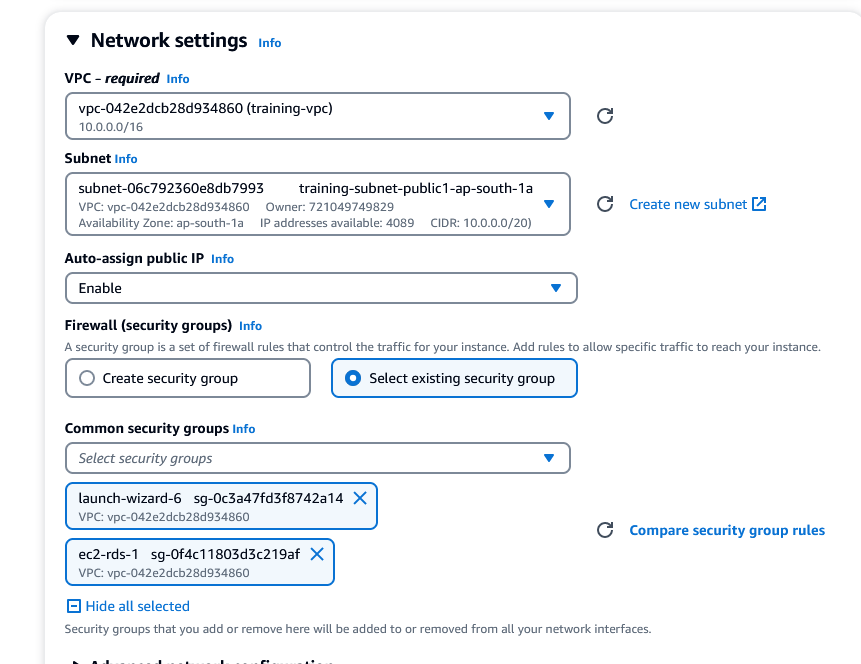 Network settings Info
VPC – required Info
vpc-042e2dcb28d934860 (training-vpc)
10.0.0.0/16
Subnet Info
subnet-06c792360e8db7993 training-subnet-public1-ap-south-1a
VPC: vpc-042e2dcb28d934860 Owner: 721049749829
Availability Zone: ap-south-1a IP addresses available: 4089 CIDR: 10.0.0.0/20)
Create new subnet
Auto-assign public IP Info
Enable
Firewall (security groups) Info
A security group is a set of firewall rules that control the traffic for your instance. Add rules to allow specific traffic to reach your instance.
Create security group
Select existing security group
Common security groups Info
Select security groups
launch-wizard-6 sg-0c3a47fd3f8742a14
VPC: vpc-042e2dcb28d934860
ec2-rds-1 sg-0f4c11803d3c219af
VPC: vpc-042e2dcb28d934860
Compare security group rules
Hide all selected
Security groups that you add or remove here will be added to or removed from all your network interfaces.
Advanced network configuration